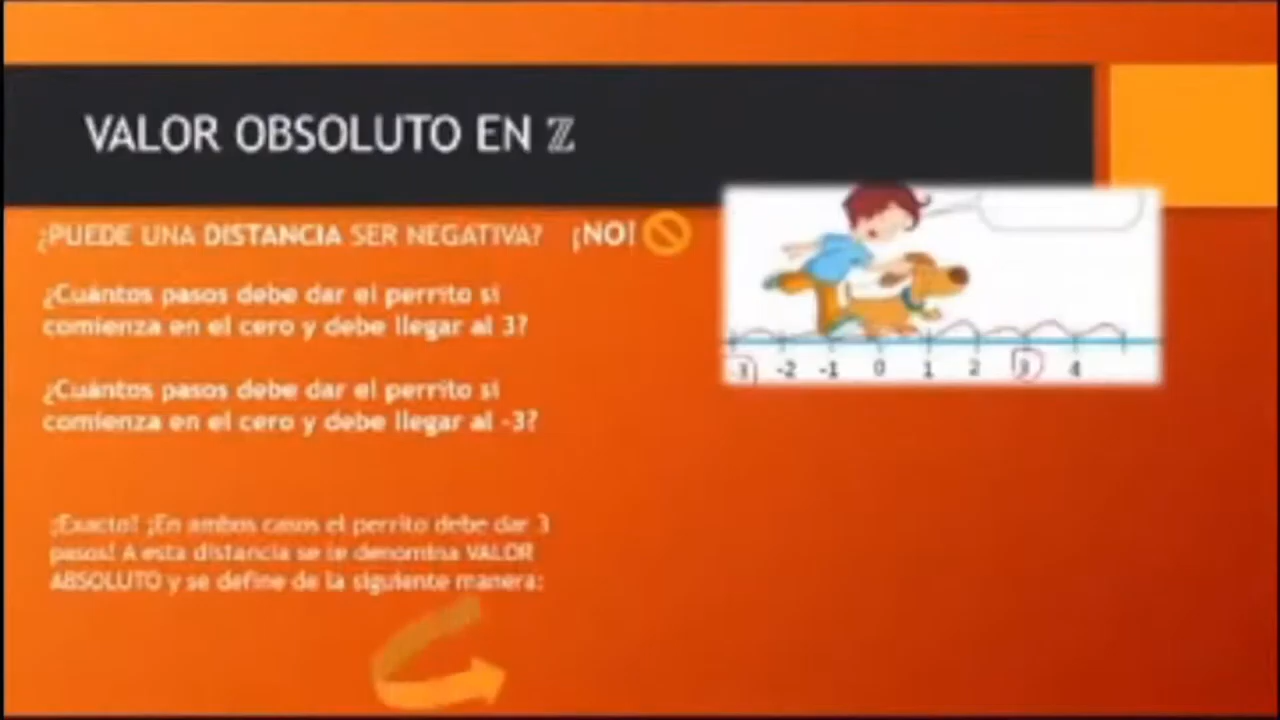 VALOR OBSOLUTO EN ℤ
¿PUEDE UNA DISTANCIA SER NEGATIVA? ¡NO!
¿Cuántos pasos debe dar el perrito si
comienza en el cero y debe llegar al 3?
¿Cuántos pasos debe dar el perrito si
comienza en el cero y debe llegar al -3?
¡Exacto! ¡En ambos casos el perrito debe dar 3
pasos! A esta distancia se le denomina VALOR
ABSOLUTO y se define de la siguiente manera:
-2 -1 0 1 2 3 4